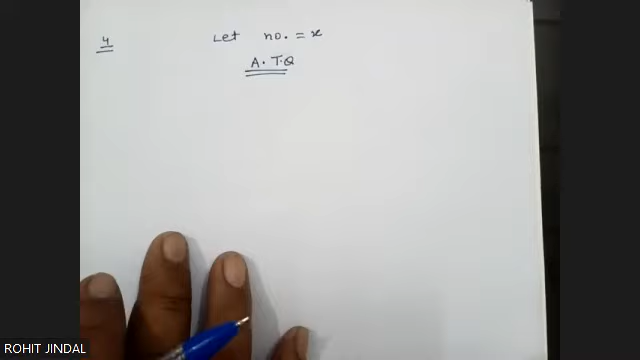 4 Let no. = x
A.T.Q
ROHIT JINDAL